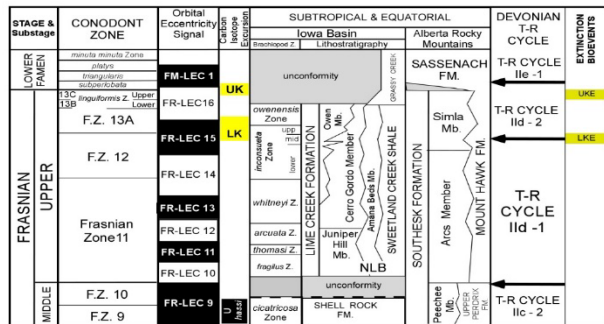 STAGE & Substage
CONODONT ZONE
Orbital Eccentricity Signal
Carbon Isotope Excursion
SUBTROPICAL & EQUATORIAL
Iowa Basin
Brachiopod Z.
Lithostratigraphy
Alberta Rocky Mountains
DEVONIAN T-R CYCLE
EXTINCTION BIOEVENTS
LOWER FAMEN
FRASNIAN
UPPER
MIDDLE
minuta minuta Zone
platys
triangularis
subperlobata
13C
linguliformis Z.
Upper
13B
Lower
F.Z. 13A
F.Z. 12
Frasnian Zone11
F.Z. 10
F.Z. 9
FM-LEC 1
FR-LEC16
FR-LEC 15
FR-LEC 14
FR-LEC 13
FR-LEC 12
FR-LEC 11
FR-LEC 10
FR-LEC 9
UK
LK
U hassi
unconformity
GRASSY CREEK
owenensis Zone
inconsueta Zone
upp
mid
lower
whitneyi Zone
arcuata Z.
thomasi Z.
fragilus Z.
cicatricosa Zone
LIME CREEK FORMATION
Owen Mb.
Cerro Gordo Member
Juniper Hill Mb.
Amana Beds Mb.
SWEETLAND CREEK SHALE
NLB
unconformity
SHELL ROCK FM.
SASSENACH FM.
SOUTHESK FORMATION
Simla Mb.
Arcs Member
MOUNT HAWK FM.
Peechee Mb.
UPPER PERDRIX FM.
T-R CYCLE IIe -1
T-R CYCLE IId - 2
T-R CYCLE IId -1
T-R CYCLE IIc - 2
UKE
LKE